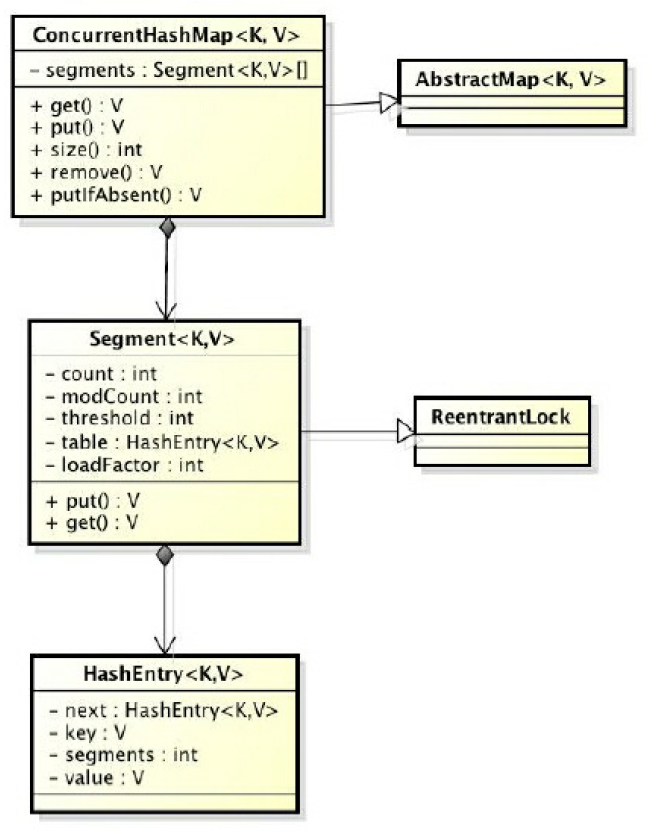 ConcurrentHashMap<K, V>
- segments : Segment<K,V>[]
+ get() : V
+ put() : V
+ size() : int
+ remove() : V
+ putIfAbsent() : V
AbstractMap<K, V>
Segment<K,V>
- count : int
- modCount : int
- threshold : int
- table : HashEntry<K,V>
- loadFactor : int
+ put() : V
+ get() : V
ReentrantLock
HashEntry<K,V>
- next : HashEntry<K,V>
- key : V
- segments : int
- value : V